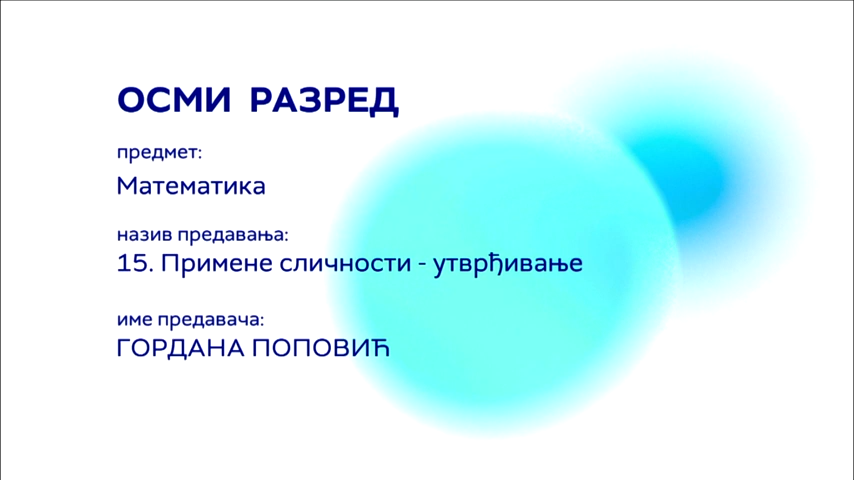 ОСМИ РАЗРЕД
предмет:
Математика
назив предавања:
15. Примене сличности - утврђивање
име предавача:
ГОРДАНА ПОПОВИЋ